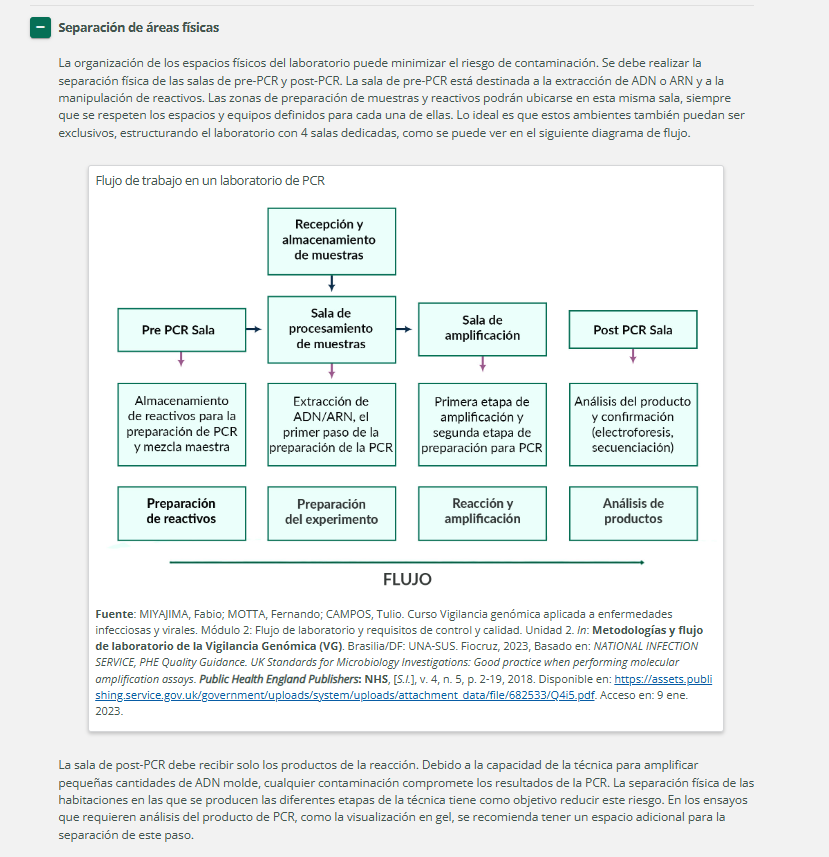 Separación de áreas físicas
La organización de los espacios físicos del laboratorio puede minimizar el riesgo de contaminación. Se debe realizar la
separación física de las salas de pre-PCR y post-PCR. La sala de pre-PCR está destinada a la extracción de ADN o ARN y a la
manipulación de reactivos. Las zonas de preparación de muestras y reactivos podrán ubicarse en esta misma sala, siempre
que se respeten los espacios y equipos definidos para cada una de ellas. Lo ideal es que estos ambientes también puedan ser
exclusivos, estructurando el laboratorio con 4 salas dedicadas, como se puede ver en el siguiente diagrama de flujo.
Flujo de trabajo en un laboratorio de PCR
Recepción y
almacenamiento
de muestras
Pre PCR Sala
Sala de
procesamiento
de muestras
Sala de
amplificación
Post PCR Sala
Almacenamiento
de reactivos para la
preparación de PCR
y mezcla maestra
Extracción de
ADN/ARN, el
primer paso de la
preparación de la PCR
Primera etapa de
amplificación y
segunda etapa de
preparación para PCR
Análisis del producto
y confirmación
(electroforesis,
secuenciación)
Preparación
de reactivos
Preparación
del experimento
Reacción y
amplificación
Análisis de
productos
FLUJO
Fuente: MIYAJIMA, Fabio; MOTTA, Fernando; CAMPOS, Tulio. Curso Vigilancia genómica aplicada a enfermedades
infecciosas y virales. Módulo 2: Flujo de laboratorio y requisitos de control y calidad. Unidad 2. In: Metodologías y flujo
de laboratorio de la Vigilancia Genómica (VG). Brasilia/DF: UNA-SUS. Fiocruz, 2023, Basado en: NATIONAL INFECTION
SERVICE, PHE Quality Guidance. UK Standards for Microbiology Investigations: Good practice when performing molecular
amplification assays. Public Health England Publishers: NHS, [S.l.], v. 4, n. 5, p. 2-19, 2018. Disponible en: https://assets.publi
shing.service.gov.uk/government/uploads/system/uploads/attachment_data/file/682533/Q4i5.pdf. Acceso en: 9 ene.
2023.
La sala de post-PCR debe recibir solo los productos de la reacción. Debido a la capacidad de la técnica para amplificar
pequeñas cantidades de ADN molde, cualquier contaminación compromete los resultados de la PCR. La separación física de las
habitaciones en las que se producen las diferentes etapas de la técnica tiene como objetivo reducir este riesgo. En los ensayos
que requieren análisis del producto de PCR, como la visualización en gel, se recomienda tener un espacio adicional para la
separación de este paso.